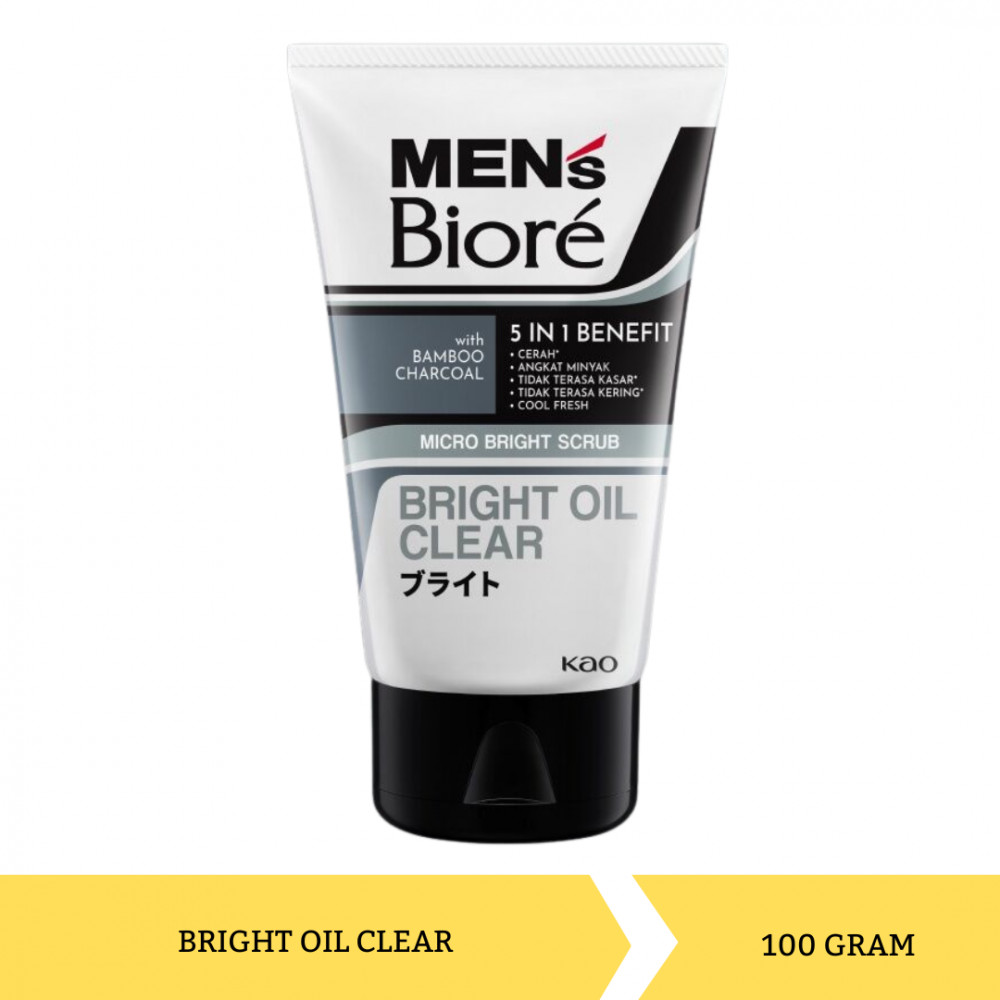 MEN's
Bioré
with
BAMBOO
CHARCOAL
5 IN 1 BENEFIT
• CERAH*
• ANGKAT MINYAK
• TIDAK TERASA KASAR*
• TIDAK TERASA KERING*
• COOL FRESH
MICRO BRIGHT SCRUB
BRIGHT OIL
CLEAR
ブライト
Kao
BRIGHT OIL CLEAR
100 GRAM